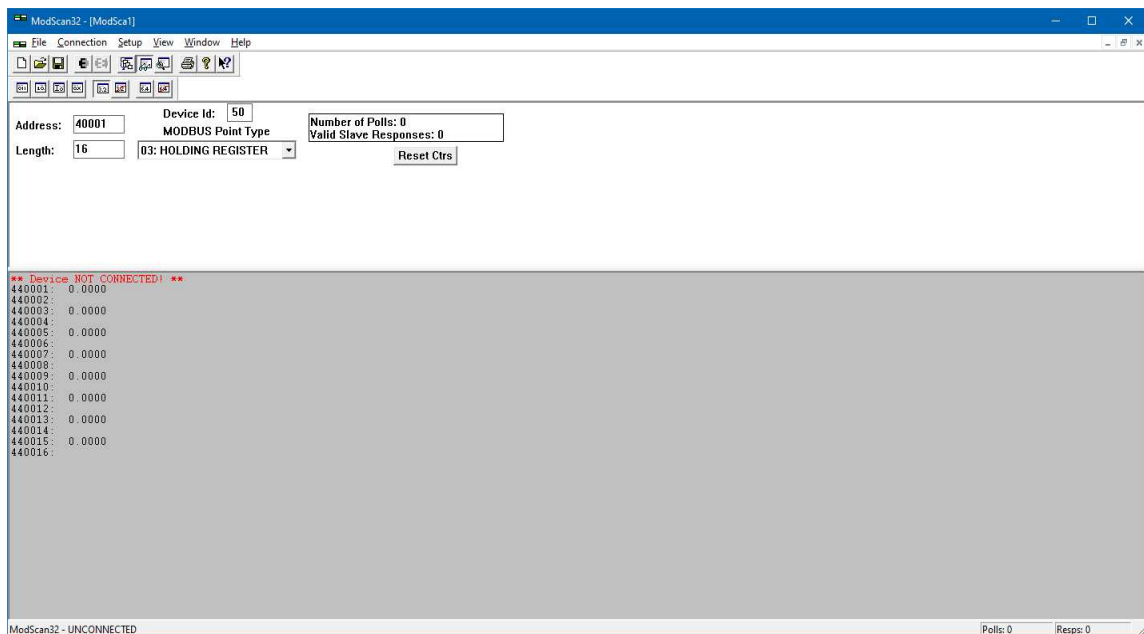 ModScan32 - [ModSca1]
File Connection Setup View Window Help
Device Id: 50
Address: 40001
MODBUS Point Type
Number of Polls: 0
Valid Slave Responses: 0
Length: 16
03: HOLDING REGISTER
Reset Ctrs
** Device NOT CONNECTED! **
440001: 0.0000
440002:
440003: 0.0000
440004:
440005: 0.0000
440006:
440007: 0.0000
440008:
440009: 0.0000
440010:
440011: 0.0000
440012:
440013: 0.0000
440014:
440015: 0.0000
440016:
ModScan32 - UNCONNECTED
Polls: 0
Resps: 0